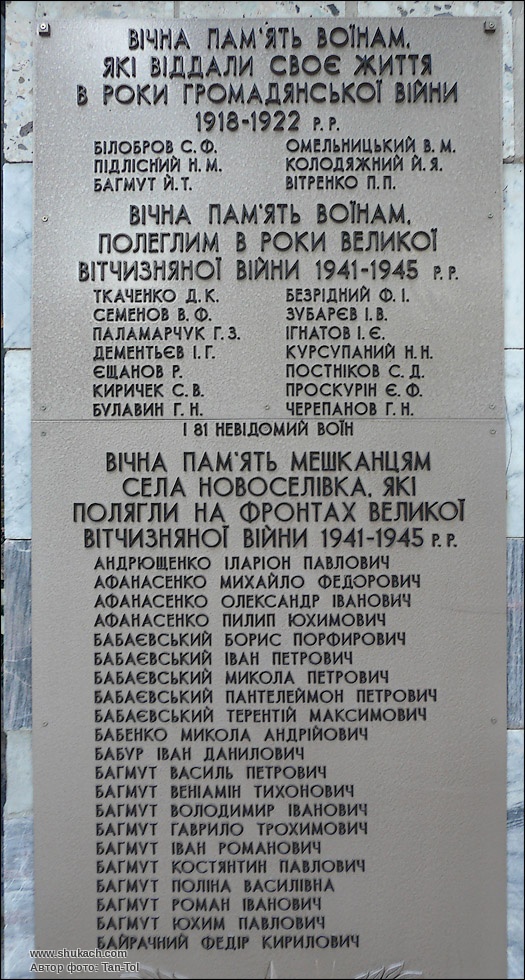 ВІЧНА ПАМ'ЯТЬ ВОЇНАМ,
ЯКІ ВІДДАЛИ СВОЄ ЖИТТЯ
В РОКИ ГРОМАДЯНСЬКОЇ ВІЙНИ
1918-1922 Р.Р.
БІЛОБРОВ С.Ф.
ПІДЛІСНИЙ Н.М.
БАГМУТ Й.Т.
ОМЕЛЬНИЦЬКИЙ В.М.
КОЛОДЯЖНИЙ Й.Я.
ВІТРЕНКО П.П.
ВІЧНА ПАМ'ЯТЬ ВОЇНАМ,
ПОЛЕГЛИМ В РОКИ ВЕЛИКОЇ
ВІТЧИЗНЯНОЇ ВІЙНИ 1941-1945 Р.Р.
ТКАЧЕНКО Д.К.
СЕМЕНОВ В.Ф.
ПАЛАМАРЧУК Г.З.
ДЕМЕНТЬЄВ І.Г.
ЄЩАНОВ Р.
КИРИЧЕК С.В.
БУЛАВИН Г.Н.
БЕЗРІДНИЙ Ф.І.
ЗУБАРЄВ І.В.
ІГНАТОВ І.Є.
КУРСУПАНИЙ Н.Н.
ПОСТНІКОВ С.Д.
ПРОСКУРІН Є.Ф.
ЧЕРЕПАНОВ Г.Н.
І 81 НЕВІДОМИЙ ВОЇН
ВІЧНА ПАМ'ЯТЬ МЕШКАНЦЯМ
СЕЛА НОВОСЕЛІВКА, ЯКІ
ПОЛЯГЛИ НА ФРОНТАХ ВЕЛИКОЇ
ВІТЧИЗНЯНОЇ ВІЙНИ 1941-1945 Р.Р.
АНДРЮЩЕНКО ІЛАРІОН ПАВЛОВИЧ
АФАНАСЕНКО МИХАЙЛО ФЕДОРОВИЧ
АФАНАСЕНКО ОЛЕКСАНДР ІВАНОВИЧ
АФАНАСЕНКО ПИЛИП ЮХИМОВИЧ
БАБАЄВСЬКИЙ БОРИС ПОРФИРОВИЧ
БАБАЄВСЬКИЙ ІВАН ПЕТРОВИЧ
БАБАЄВСЬКИЙ МИКОЛА ПЕТРОВИЧ
БАБАЄВСЬКИЙ ПАНТЕЛЕЙМОН ПЕТРОВИЧ
БАБАЄВСЬКИЙ ТЕРЕНТІЙ МАКСИМОВИЧ
БАБЕНКО МИКОЛА АНДРІЙОВИЧ
БАБУР ІВАН ДАНИЛОВИЧ
БАГМУТ ВАСИЛЬ ПЕТРОВИЧ
БАГМУТ ВЕНІАМІН ТИХОНОВИЧ
БАГМУТ ВОЛОДИМИР ІВАНОВИЧ
БАГМУТ ГАВРИЛО ТРОХИМОВИЧ
БАГМУТ ІВАН РОМАНОВИЧ
БАГМУТ КОСТЯНТИН ПАВЛОВИЧ
БАГМУТ ПОЛІНА ВАСИЛІВНА
БАГМУТ РОМАН ІВАНОВИЧ
БАГМУТ ЮХИМ ПАВЛОВИЧ
БАЙРАЧНИЙ ФЕДІР КИРИЛОВИЧ
www.shukach.com
Автор фото: Tan-Tol